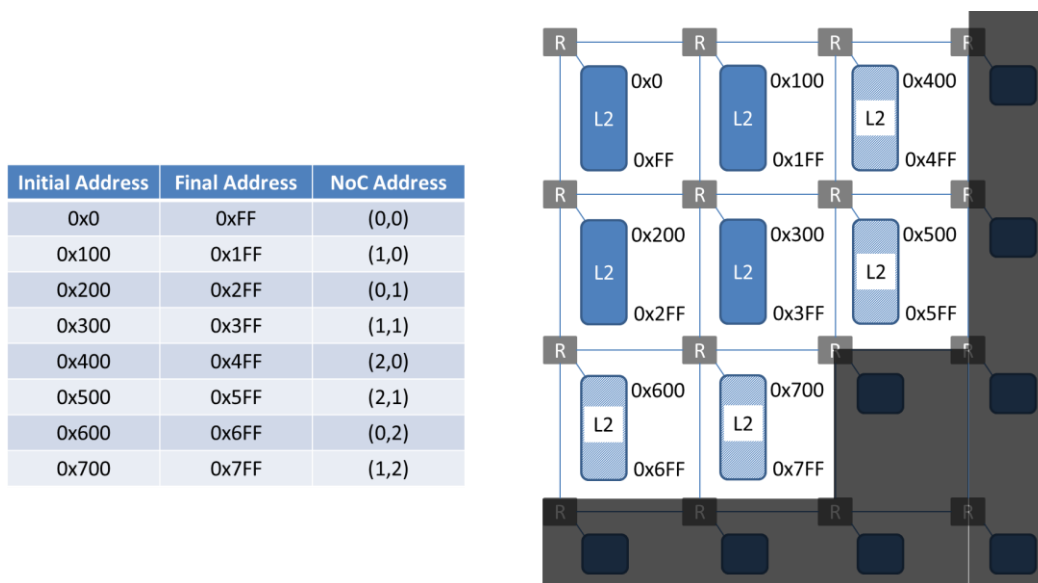 Initial Address Final Address NoC Address
0x0 0xFF (0,0)
0x100 0x1FF (1,0)
0x200 0x2FF (0,1)
0x300 0x3FF (1,1)
0x400 0x4FF (2,0)
0x500 0x5FF (2,1)
0x600 0x6FF (0,2)
0x700 0x7FF (1,2)
R R R R
0x0 0x100 0x400
L2 L2 L2
0xFF 0x1FF 0x4FF
R R R R
0x200 0x300 0x500
L2 L2 L2
0x2FF 0x3FF 0x5FF
R R R R
0x600 0x700
L2 L2
0x6FF 0x7FF
R R R R